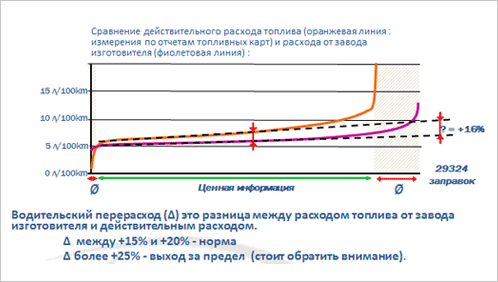 Сравнение действительного расхода топлива (оранжевая линия :
измерения по отчетам топливных карт) и расхода от завода
изготовителя (фиолетовая линия) :
15 л/100km
10 л/100km
? = +16%
5 л/100km
0 л/100km
29324
заправок
Ø
Ценная информация
Ø
Водительский перерасход (Δ) это разница между расходом топлива от завода
изготовителя и действительным расходом.
Δ между +15% и +20% - норма
Δ более +25% - выход за предел (стоит обратить внимание).